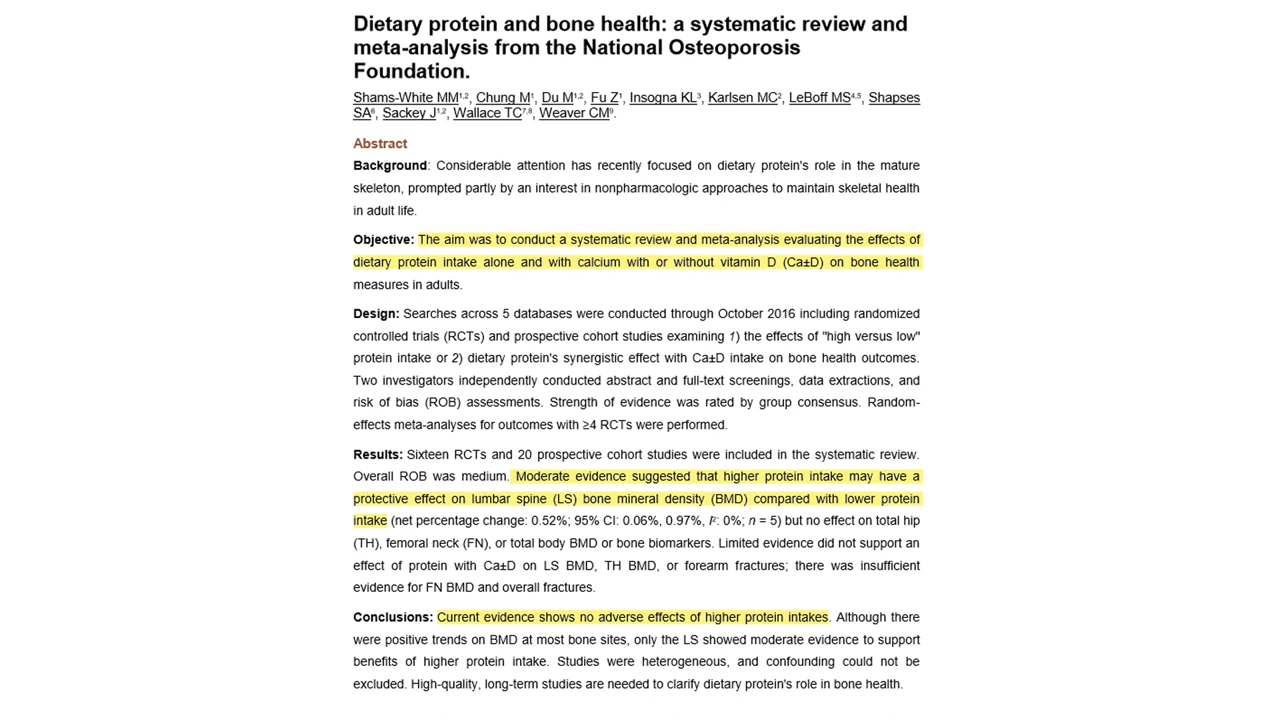 Dietary protein and bone health: a systematic review and
meta-analysis from the National Osteoporosis
Foundation.
Shams-White MM1,2, Chung M1, Du M1,2, Fu Z1, Insogna KL3, Karlsen MC2, LeBoff MS4,5, Shapses
SA6, Sackey J1,2, Wallace TC7,8, Weaver CM9.
Abstract
Background: Considerable attention has recently focused on dietary protein's role in the mature
skeleton, prompted partly by an interest in nonpharmacologic approaches to maintain skeletal health
in adult life.
Objective: The aim was to conduct a systematic review and meta-analysis evaluating the effects of
dietary protein intake alone and with calcium with or without vitamin D (Ca±D) on bone health
measures in adults.
Design: Searches across 5 databases were conducted through October 2016 including randomized
controlled trials (RCTs) and prospective cohort studies examining 1) the effects of "high versus low"
protein intake or 2) dietary protein's synergistic effect with Ca±D intake on bone health outcomes.
Two investigators independently conducted abstract and full-text screenings, data extractions, and
risk of bias (ROB) assessments. Strength of evidence was rated by group consensus. Random-
effects meta-analyses for outcomes with ≥4 RCTs were performed.
Results: Sixteen RCTs and 20 prospective cohort studies were included in the systematic review.
Overall ROB was medium. Moderate evidence suggested that higher protein intake may have a
protective effect on lumbar spine (LS) bone mineral density (BMD) compared with lower protein
intake (net percentage change: 0.52%; 95% CI: 0.06%, 0.97%, I²: 0%; n = 5) but no effect on total hip
(TH), femoral neck (FN), or total body BMD or bone biomarkers. Limited evidence did not support an
effect of protein with Ca±D on LS BMD, TH BMD, or forearm fractures; there was insufficient
evidence for FN BMD and overall fractures.
Conclusions: Current evidence shows no adverse effects of higher protein intakes. Although there
were positive trends on BMD at most bone sites, only the LS showed moderate evidence to support
benefits of higher protein intake. Studies were heterogeneous, and confounding could not be
excluded. High-quality, long-term studies are needed to clarify dietary protein's role in bone health.